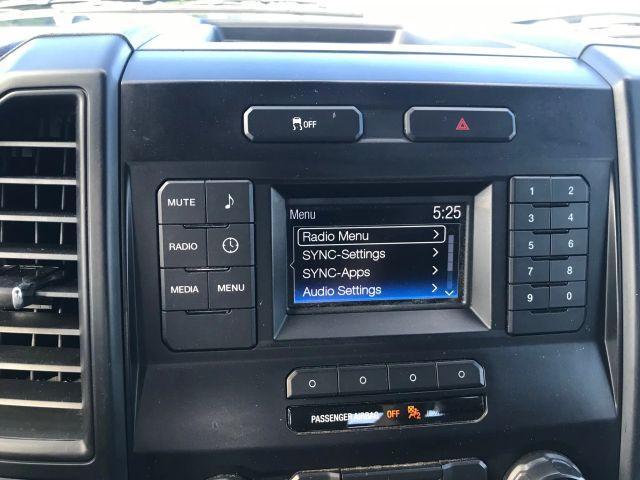 OFF
MUTE
RADIO
MEDIA MENU
Menu 5:25
Radio Menu
SYNC-Settings
SYNC-Apps
Audio Settings
1 2
3 4
5 6
7 8
9 0
PASSENGER AIRBAG OFF